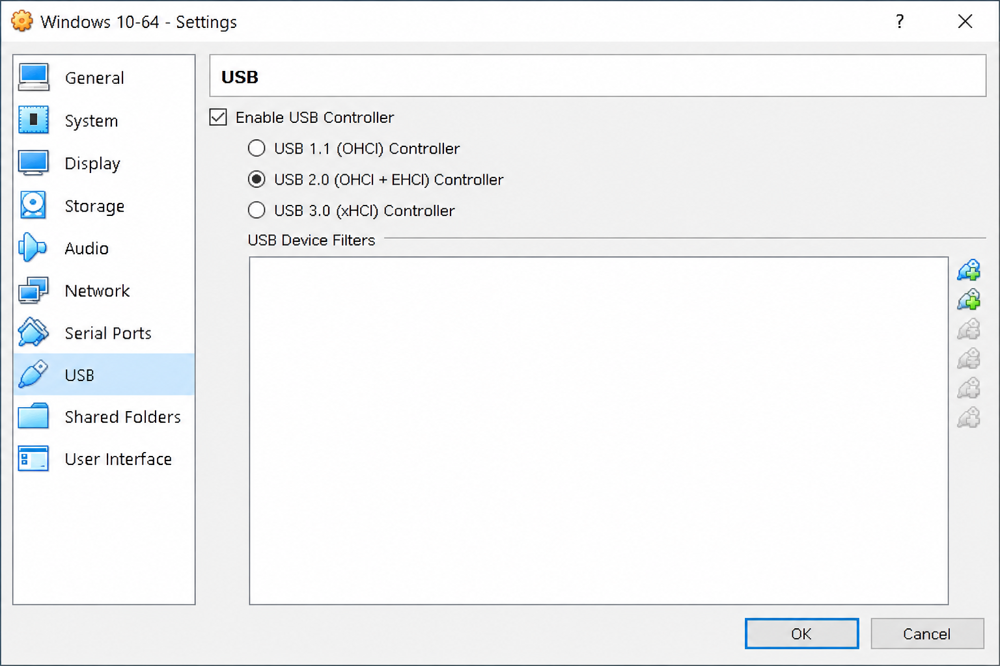 Windows 10-64 - Settings
?
General
System
Display
Storage
Audio
Network
Serial Ports
USB
Shared Folders
User Interface
USB
Enable USB Controller
USB 1.1 (OHCI) Controller
USB 2.0 (OHCI + EHCI) Controller
USB 3.0 (xHCI) Controller
USB Device Filters
OK
Cancel